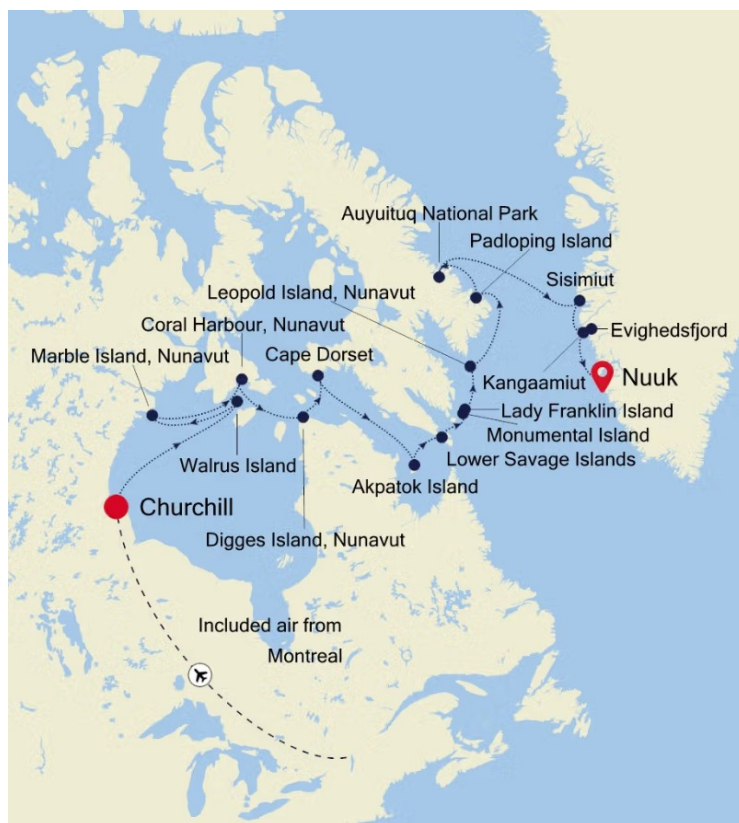 Auyuituq National Park
Padloping Island
Leopold Island, Nunavut
Sisimiut
Coral Harbour, Nunavut
Evighedsfjord
Marble Island, Nunavut
Cape Dorset
Kangaamiut
Nuuk
Lady Franklin Island
Monumental Island
Walrus Island
Lower Savage Islands
Akpatok Island
Churchill
Digges Island, Nunavut
Included air from
Montreal